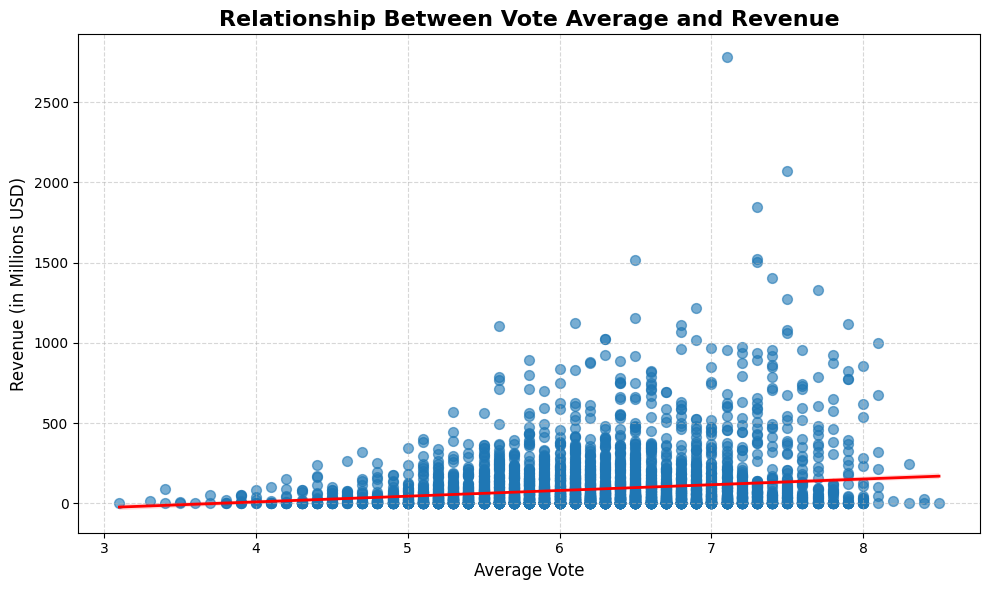 Relationship Between Vote Average and Revenue
Revenue (in Millions USD)
2500
2000
1500
1000
500
0
3 4 5 6 7 8
Average Vote